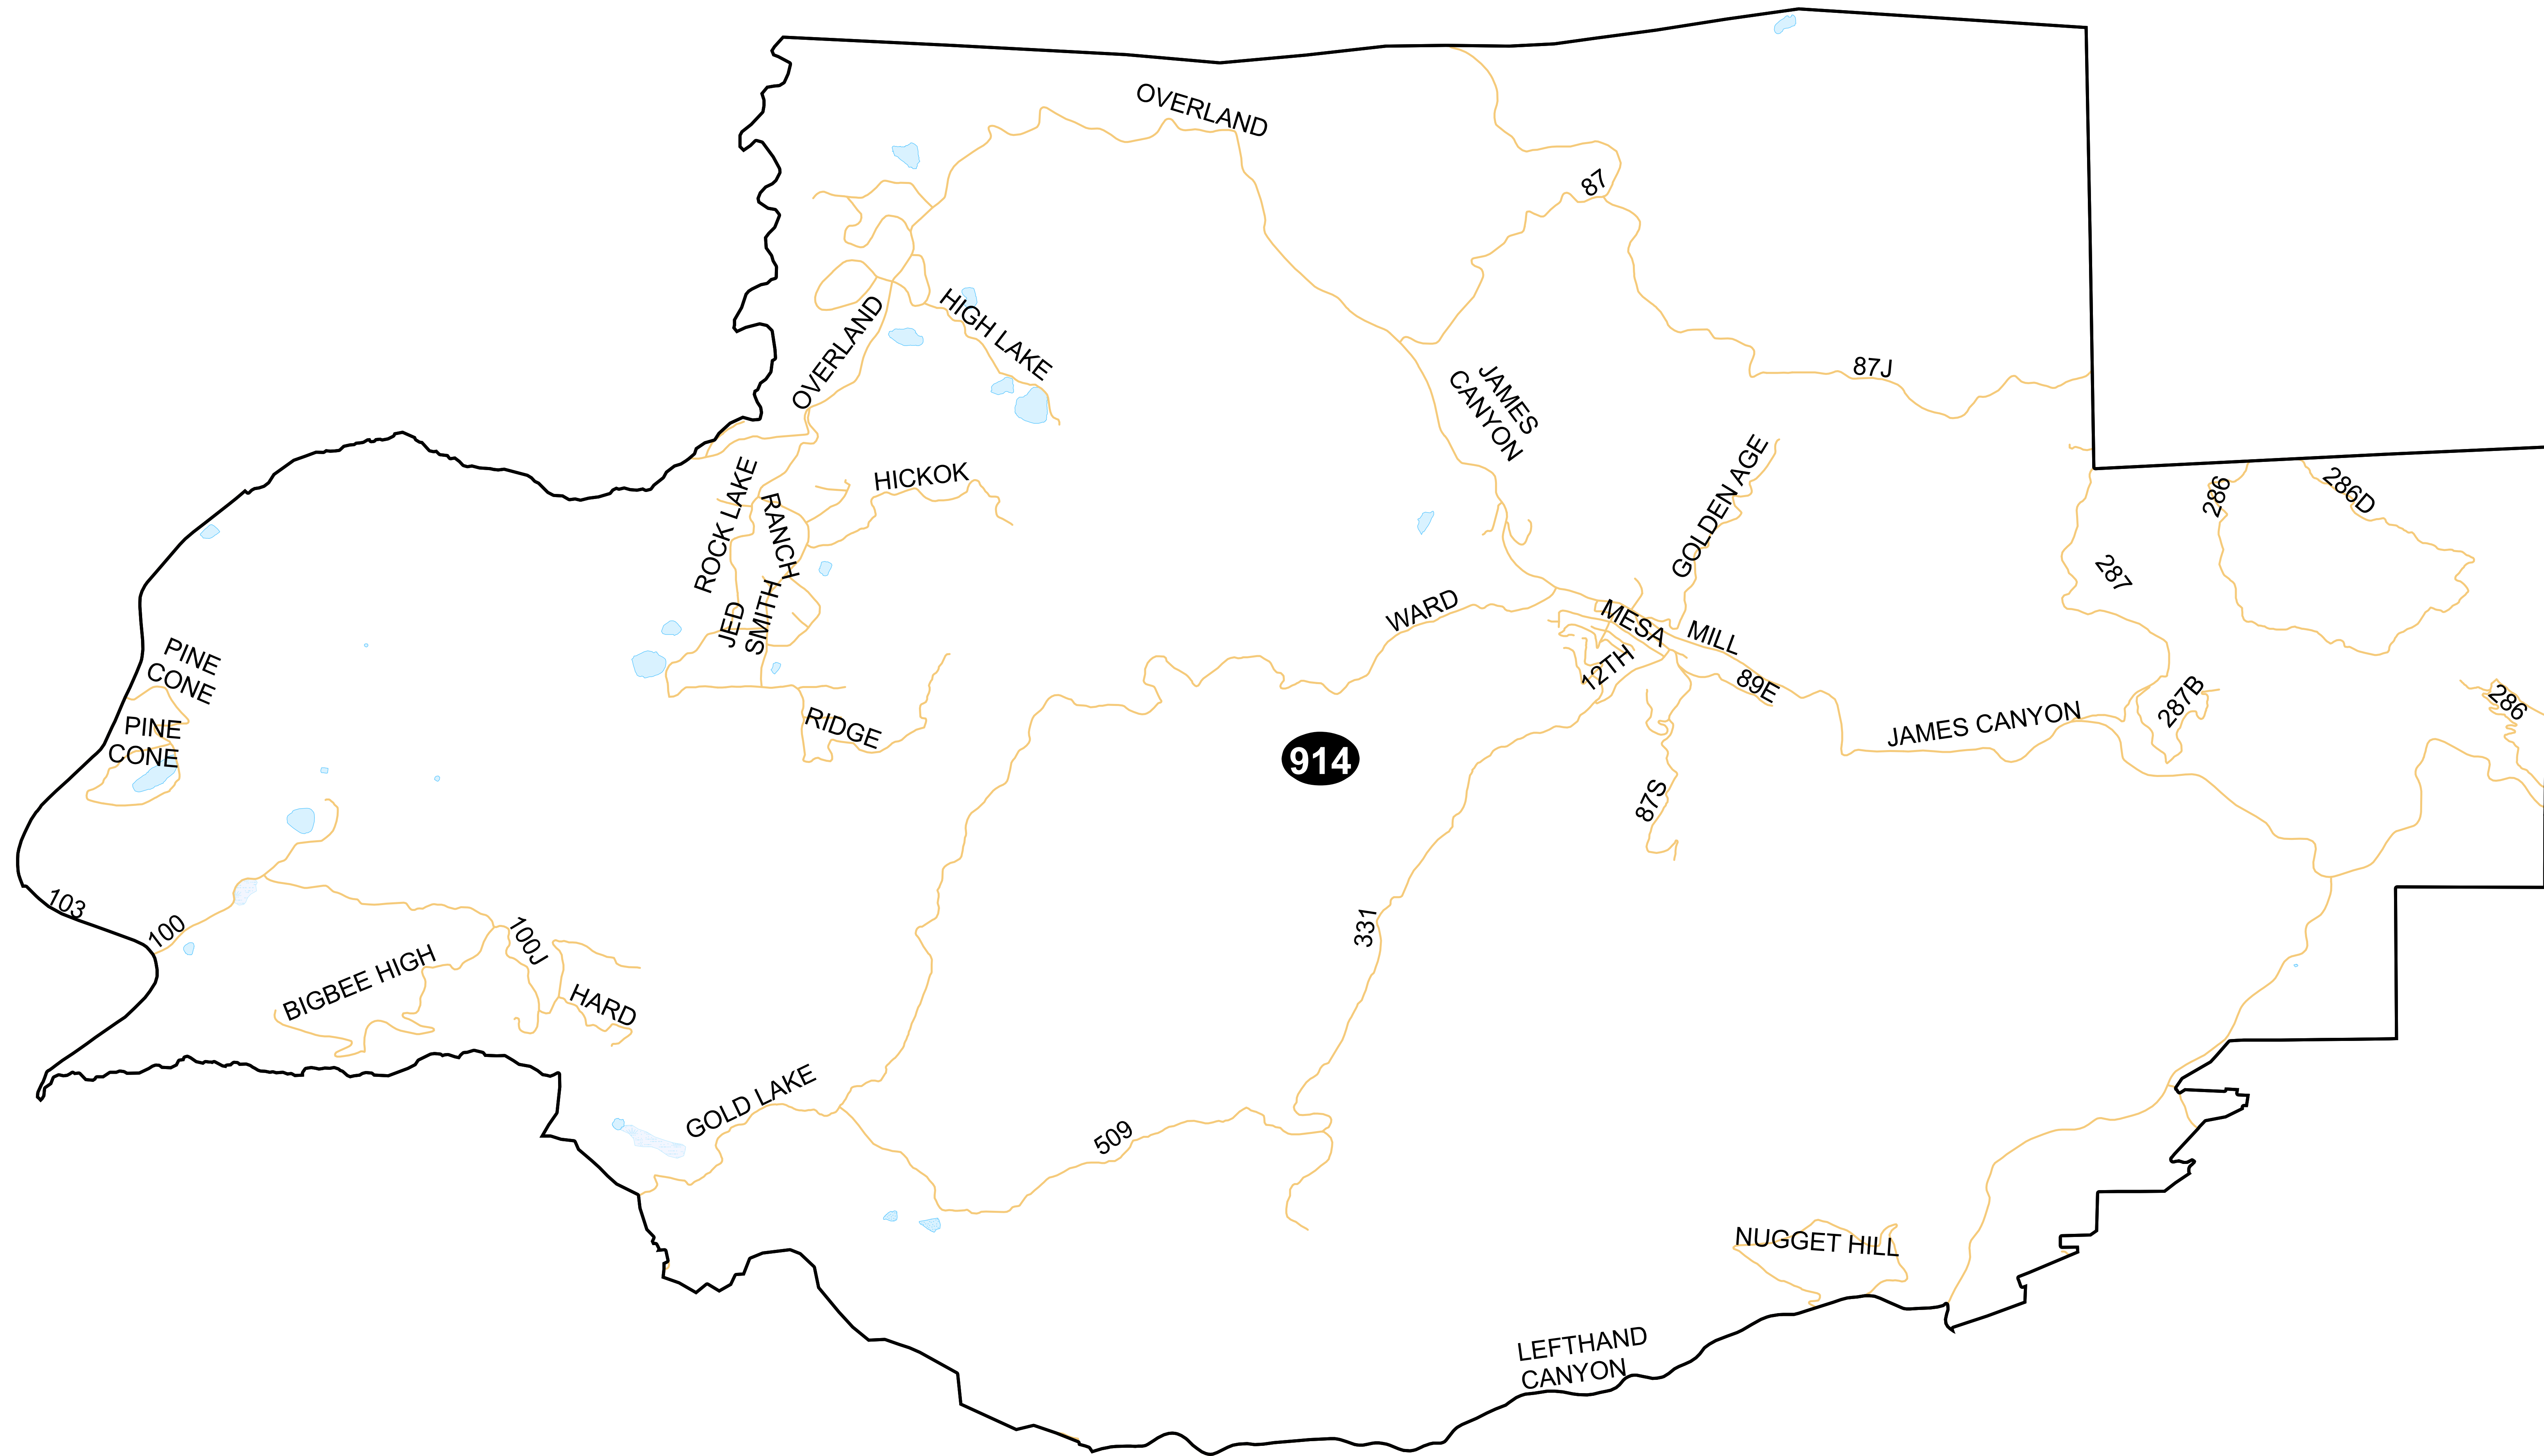 OVERLAND
87
OVERLAND
HIGH LAKE
87J
JAMES
CANYON
GOLDEN AGE
HICKOK
ROCK LAKE
RANCH
286
286D
287
JED
SMITH
WARD
MESA
MILL
12TH
89E
PINE
CONE
PINE
CONE
RIDGE
JAMES CANYON
287B
286
914
87S
103
100
100J
331
BIGBEE HIGH
HARD
GOLD LAKE
509
NUGGET HILL
LEFTHAND
CANYON